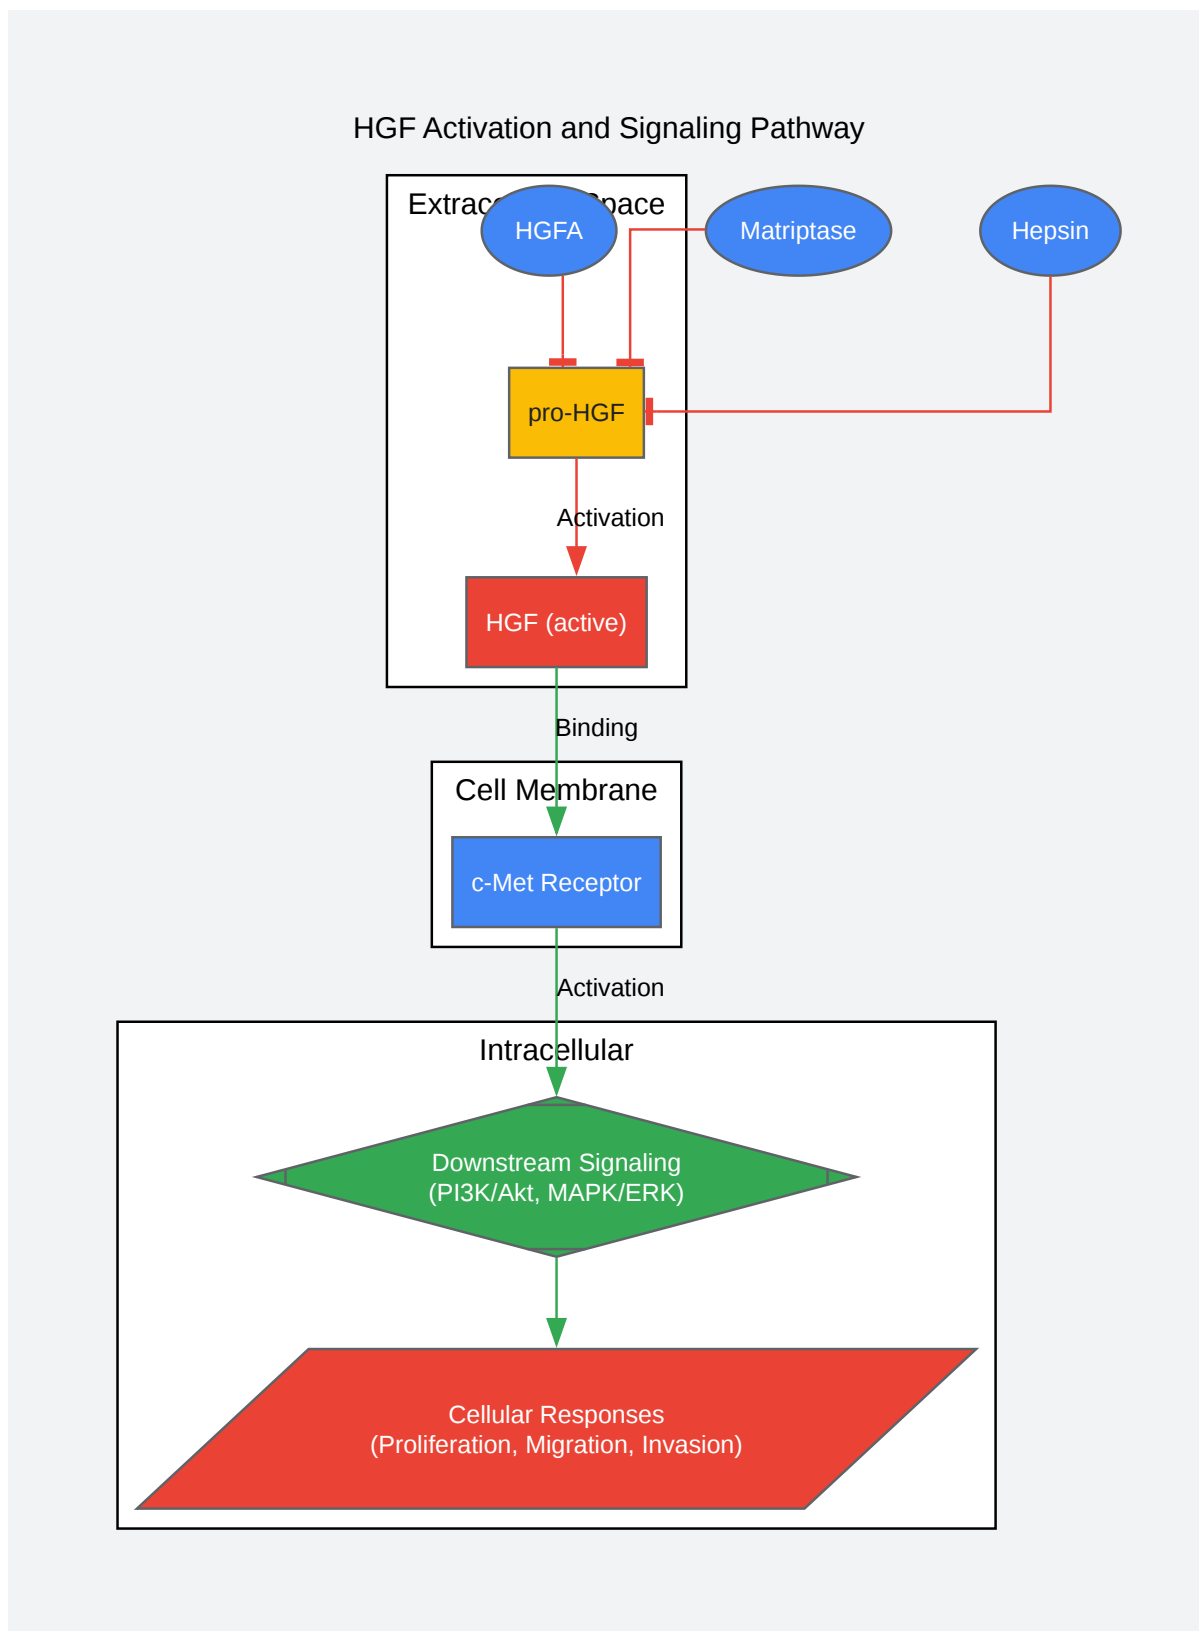 HGF Activation and Signaling Pathway
Extrac Space
HGFA
Matriptase
Hepsin
pro-HGF
Activation
HGF (active)
Binding
Cell Membrane
c-Met Receptor
Activation
Intracellular
Downstream Signaling
(PI3K/Akt, MAPK/ERK)
Cellular Responses
(Proliferation, Migration, Invasion)